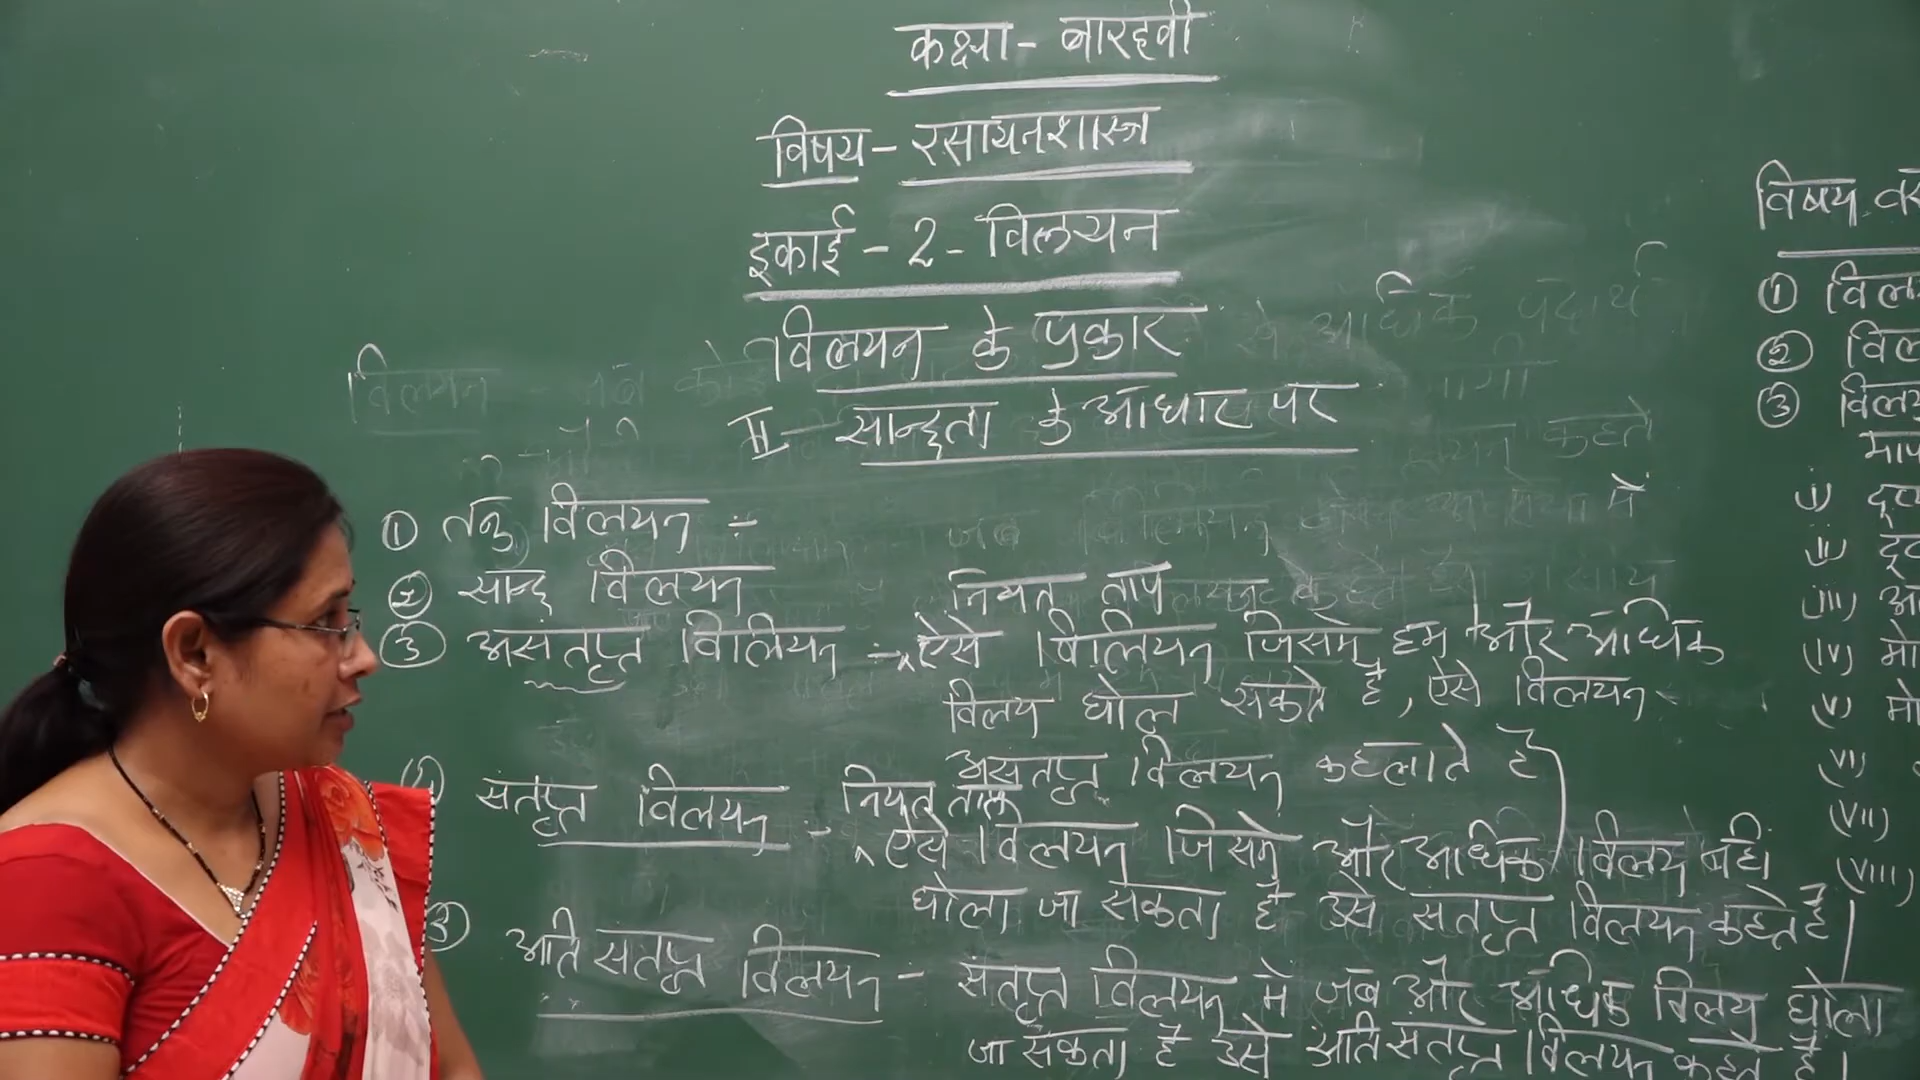 कक्षा - बारहवी
विषय - रसायनशास्त्र
इकाई - 2 - विलयन
विलयन के प्रकार
II - सान्द्रता के आधार पर
① तनु विलयन ÷
② सान्द्र विलयन
नियत ताप
③ असंतृप्त विलियन ÷ ऐसे विलियन जिसमे हम और अधिक
विलय घोल सकते है, ऐसे विलयन
असतृप्त विलयन कहलाते है
नियत ताप
सतृप्त विलयन :- ऐसे विलयन जिसमे और अधिक विलय नही
घोला जा सकता है उसे सतृप्त विलयन कहते है।
अति सतृप्त विलयन - सतृप्त विलयन मे जब और अधिक विलय घोला
जा सकता है उसे अतिसतृप्त विलयन कहते है।
विषय
①
②
③
(i)
(ii)
(iii)
(iv)
(v)
(vi)
(vii)
(viii)